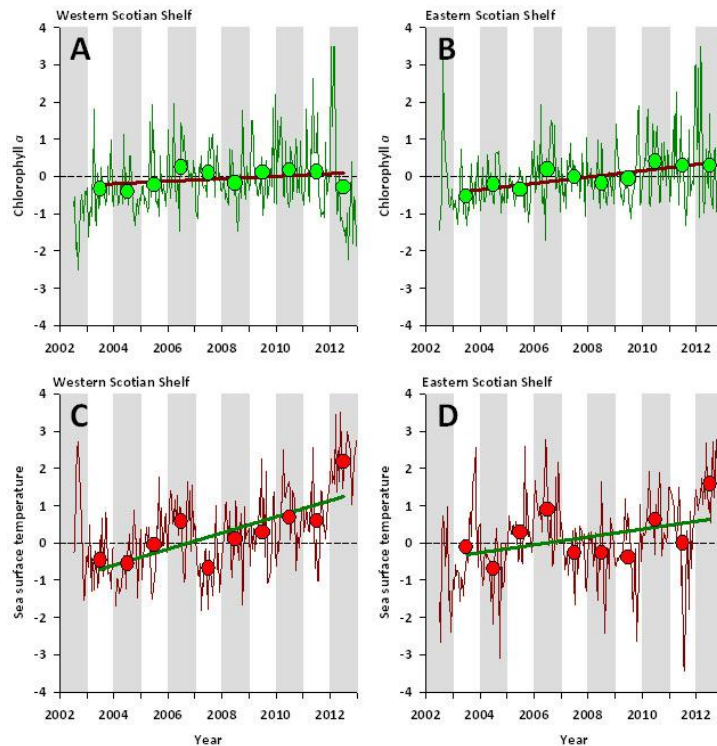 Western Scotian Shelf
A
4
3
2
1
0
-1
-2
-3
-4
Chlorophyll a
2002 2004 2006 2008 2010 2012
Eastern Scotian Shelf
B
4
3
2
1
0
-1
-2
-3
-4
Chlorophyll a
2002 2004 2006 2008 2010 2012
Western Scotian Shelf
C
4
3
2
1
0
-1
-2
-3
-4
Sea surface temperature
2002 2004 2006 2008 2010 2012
Year
Eastern Scotian Shelf
D
4
3
2
1
0
-1
-2
-3
-4
Sea surface temperature
2002 2004 2006 2008 2010 2012
Year